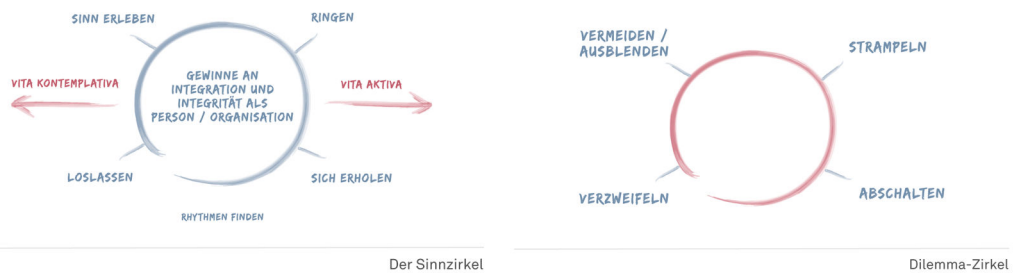 SINN ERLEBEN
RINGEN
VITA KONTEMPLATIVA
GEWINNE AN
INTEGRATION UND
INTEGRITÄT ALS
PERSON / ORGANISATION
VITA AKTIVA
LOSLASSEN
SICH ERHOLEN
RHYTHMEN FINDEN
Der Sinnzirkel
VERMEIDEN /
AUSBLENDEN
STRAMPELN
VERZWEIFELN
ABSCHALTEN
Dilemma-Zirkel